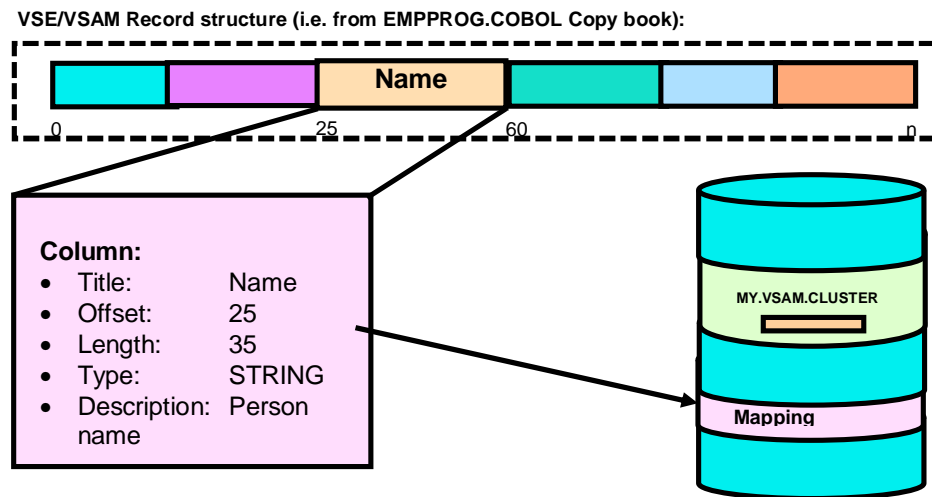 VSE/VSAM Record structure (i.e. from EMPPROG.COBOL Copy book):
Name
0 25 60 n
Column:
• Title: Name
• Offset: 25
• Length: 35
• Type: STRING
• Description: Person
name
MY.VSAM.CLUSTER
Mapping